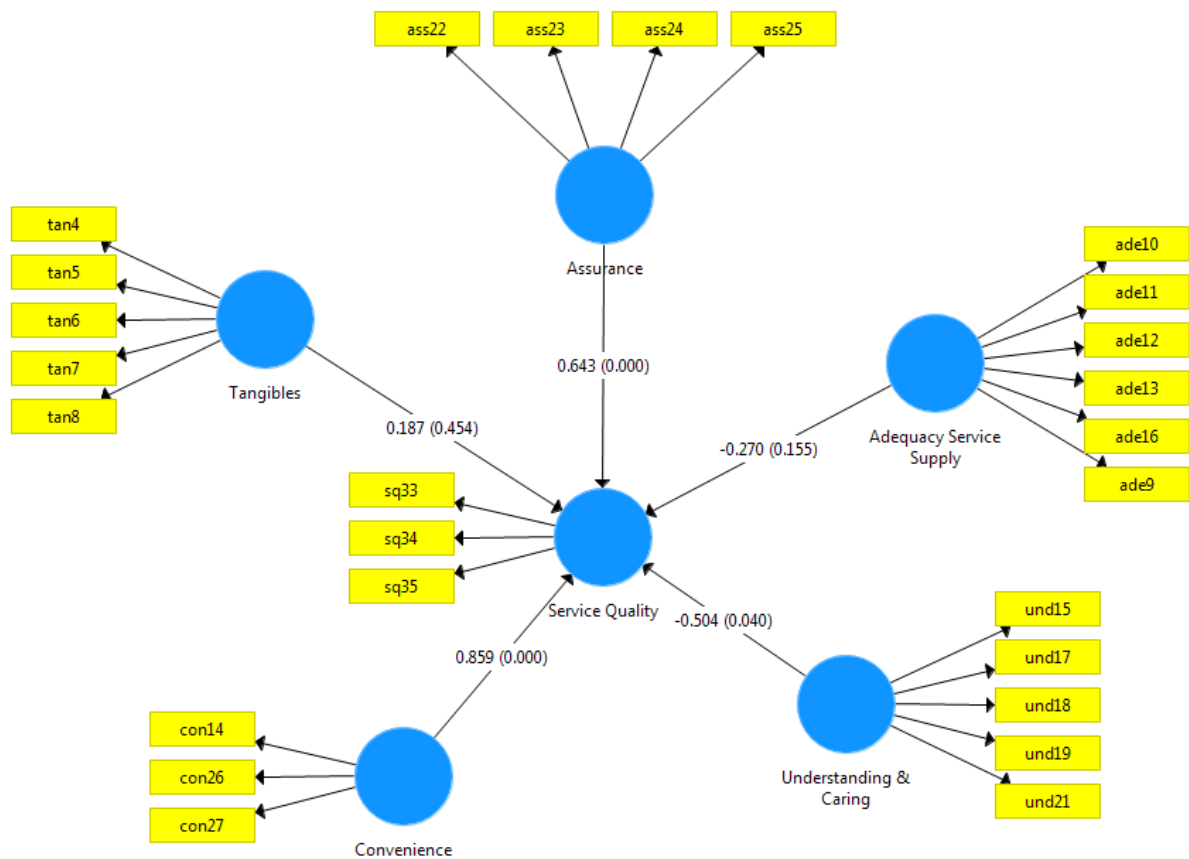 ass22
ass23
ass24
ass25
Assurance
tan4
tan5
tan6
tan7
tan8
Tangibles
ade10
ade11
ade12
ade13
ade16
ade9
Adequacy Service
Supply
0.643 (0.000)
0.187 (0.454)
-0.270 (0.155)
sq33
sq34
sq35
Service Quality
-0.504 (0.040)
0.859 (0.000)
und15
und17
und18
und19
und21
Understanding &
Caring
con14
con26
con27
Convenience